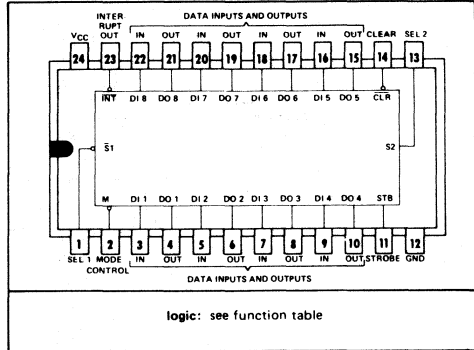 DATA INPUTS AND OUTPUTS
INTER-
RUPT
VCC OUT IN OUT IN OUT IN OUT IN OUT CLEAR SEL 2
24 23 22 21 20 19 18 17 16 15 14 13
INT DI 8 DO 8 DI 7 DO 7 DI 6 DO 6 DI 5 DO 5 CLR
S1 S2
M DI 1 DO 1 DI 2 DO 2 DI 3 DO 3 DI 4 DO 4 STB
1 2 3 4 5 6 7 8 9 10 11 12
SEL 1 MODE IN OUT IN OUT IN OUT IN OUT STROBE GND
CONTROL
DATA INPUTS AND OUTPUTS
logic: see function table